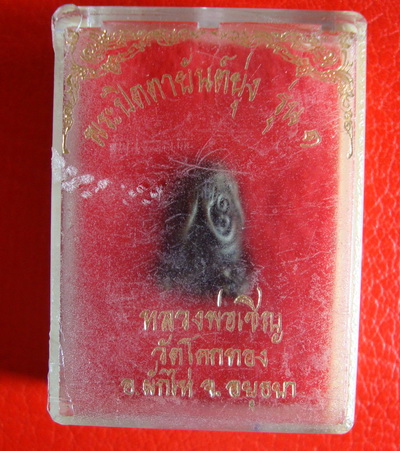 พระปิดตายันต์ยุ่ง รุ่น ๑
หลวงพ่อเชิญ
วัดโคกทอง
อ.ผักไห่ จ.อยุธยา